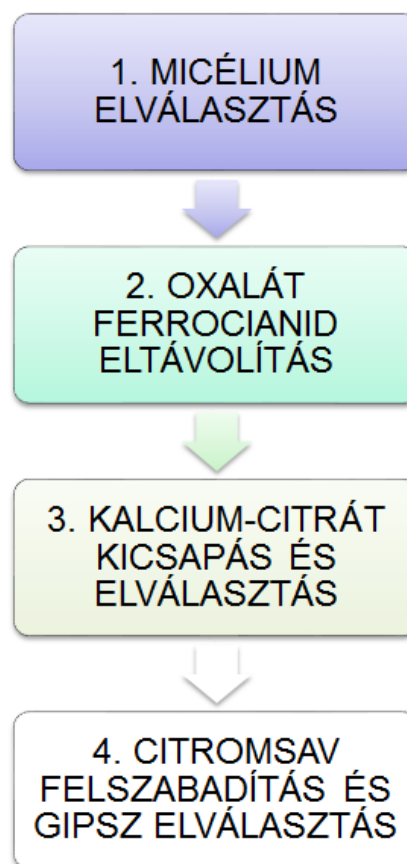 1. MICÉLIUM
ELVÁLASZTÁS
2. OXALÁT
FERROCIANID
ELTÁVOLÍTÁS
3. KALCIUM-CITRÁT
KICSAPÁS ÉS
ELVÁLASZTÁS
4. CITROMSAV
FELSZABADÍTÁS ÉS
GIPSZ ELVÁLASZTÁS